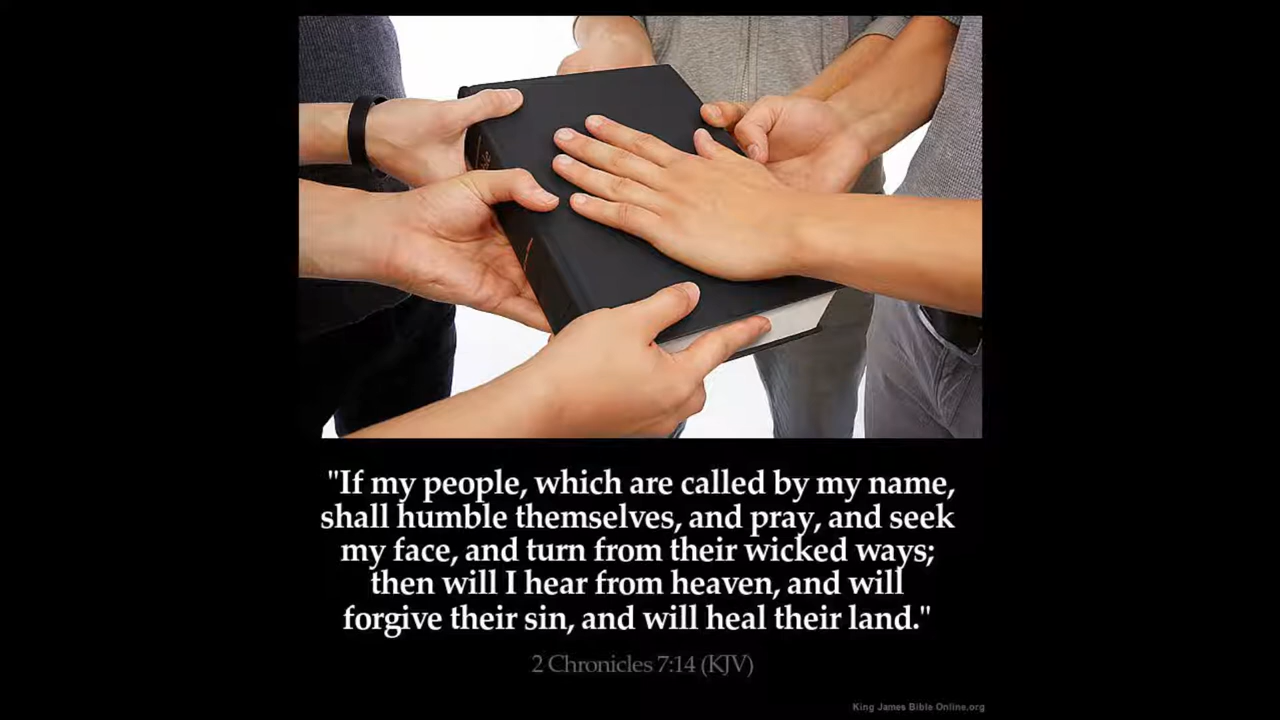 "If my people, which are called by my name,
shall humble themselves, and pray, and seek
my face, and turn from their wicked ways;
then will I hear from heaven, and will
forgive their sin, and will heal their land."
2 Chronicles 7:14 (KJV)
King James Bible Online.org